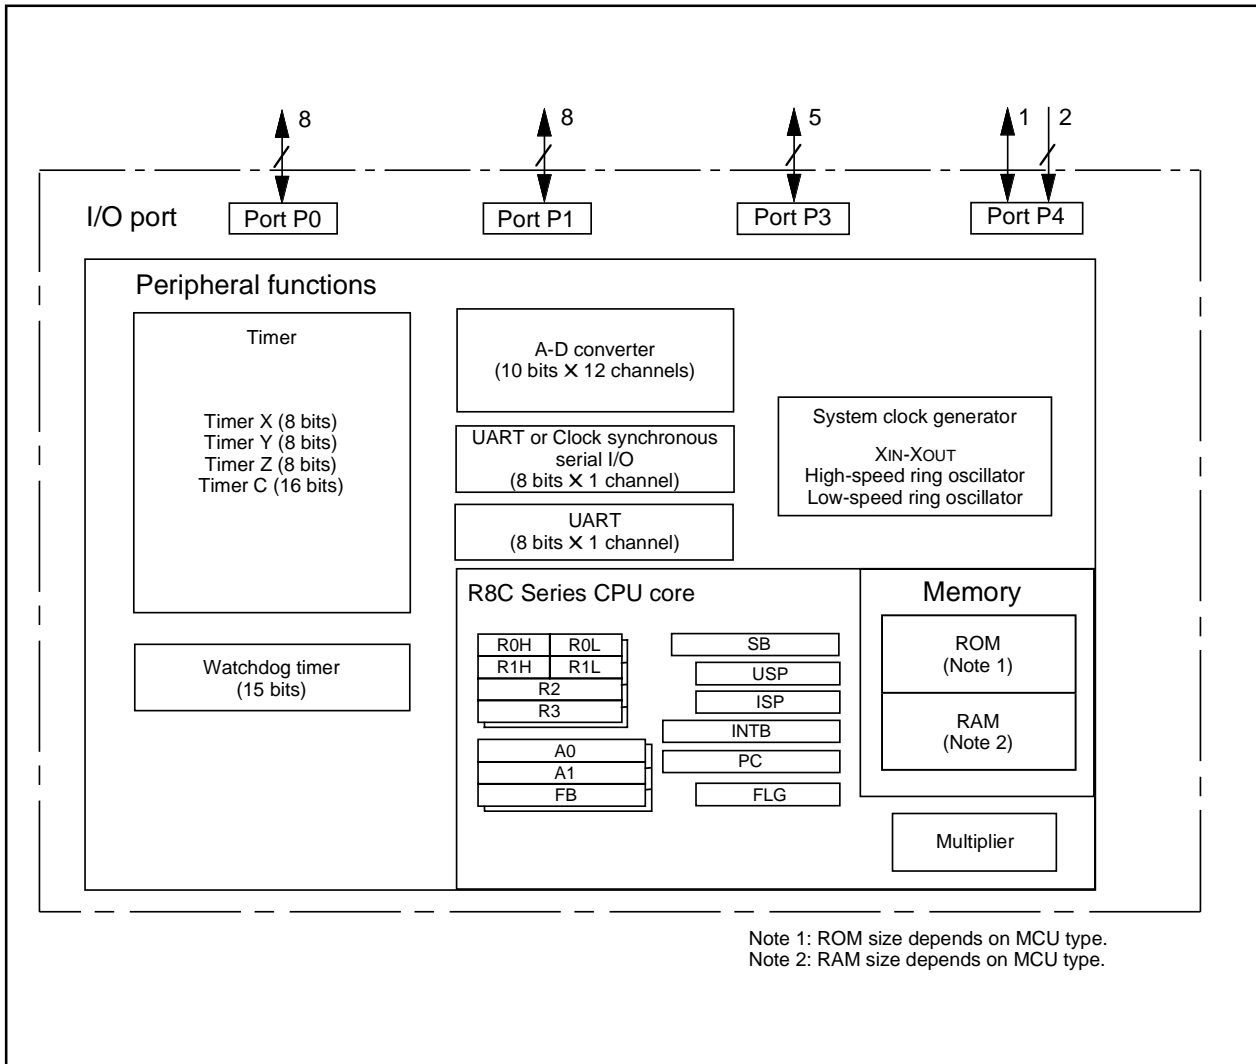 8
8
5
1
2
I/O port
Port P0
Port P1
Port P3
Port P4
Peripheral functions
Timer
Timer X (8 bits)
Timer Y (8 bits)
Timer Z (8 bits)
Timer C (16 bits)
Watchdog timer
(15 bits)
A-D converter
(10 bits × 12 channels)
UART or Clock synchronous
serial I/O
(8 bits × 1 channel)
UART
(8 bits × 1 channel)
System clock generator
XIN-XOUT
High-speed ring oscillator
Low-speed ring oscillator
R8C Series CPU core
R0H
R0L
R1H
R1L
R2
R3
A0
A1
FB
SB
USP
ISP
INTB
PC
FLG
Memory
ROM
(Note 1)
RAM
(Note 2)
Multiplier
Note 1: ROM size depends on MCU type.
Note 2: RAM size depends on MCU type.